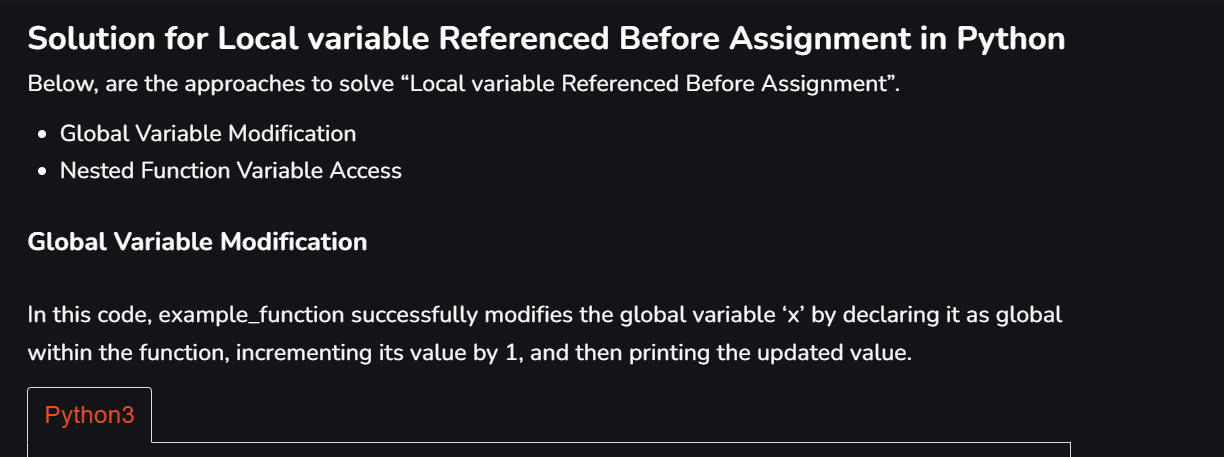 Solution for Local variable Referenced Before Assignment in Python
Below, are the approaches to solve “Local variable Referenced Before Assignment”.
• Global Variable Modification
• Nested Function Variable Access
Global Variable Modification
In this code, example_function successfully modifies the global variable ‘x’ by declaring it as global
within the function, incrementing its value by 1, and then printing the updated value.
Python3